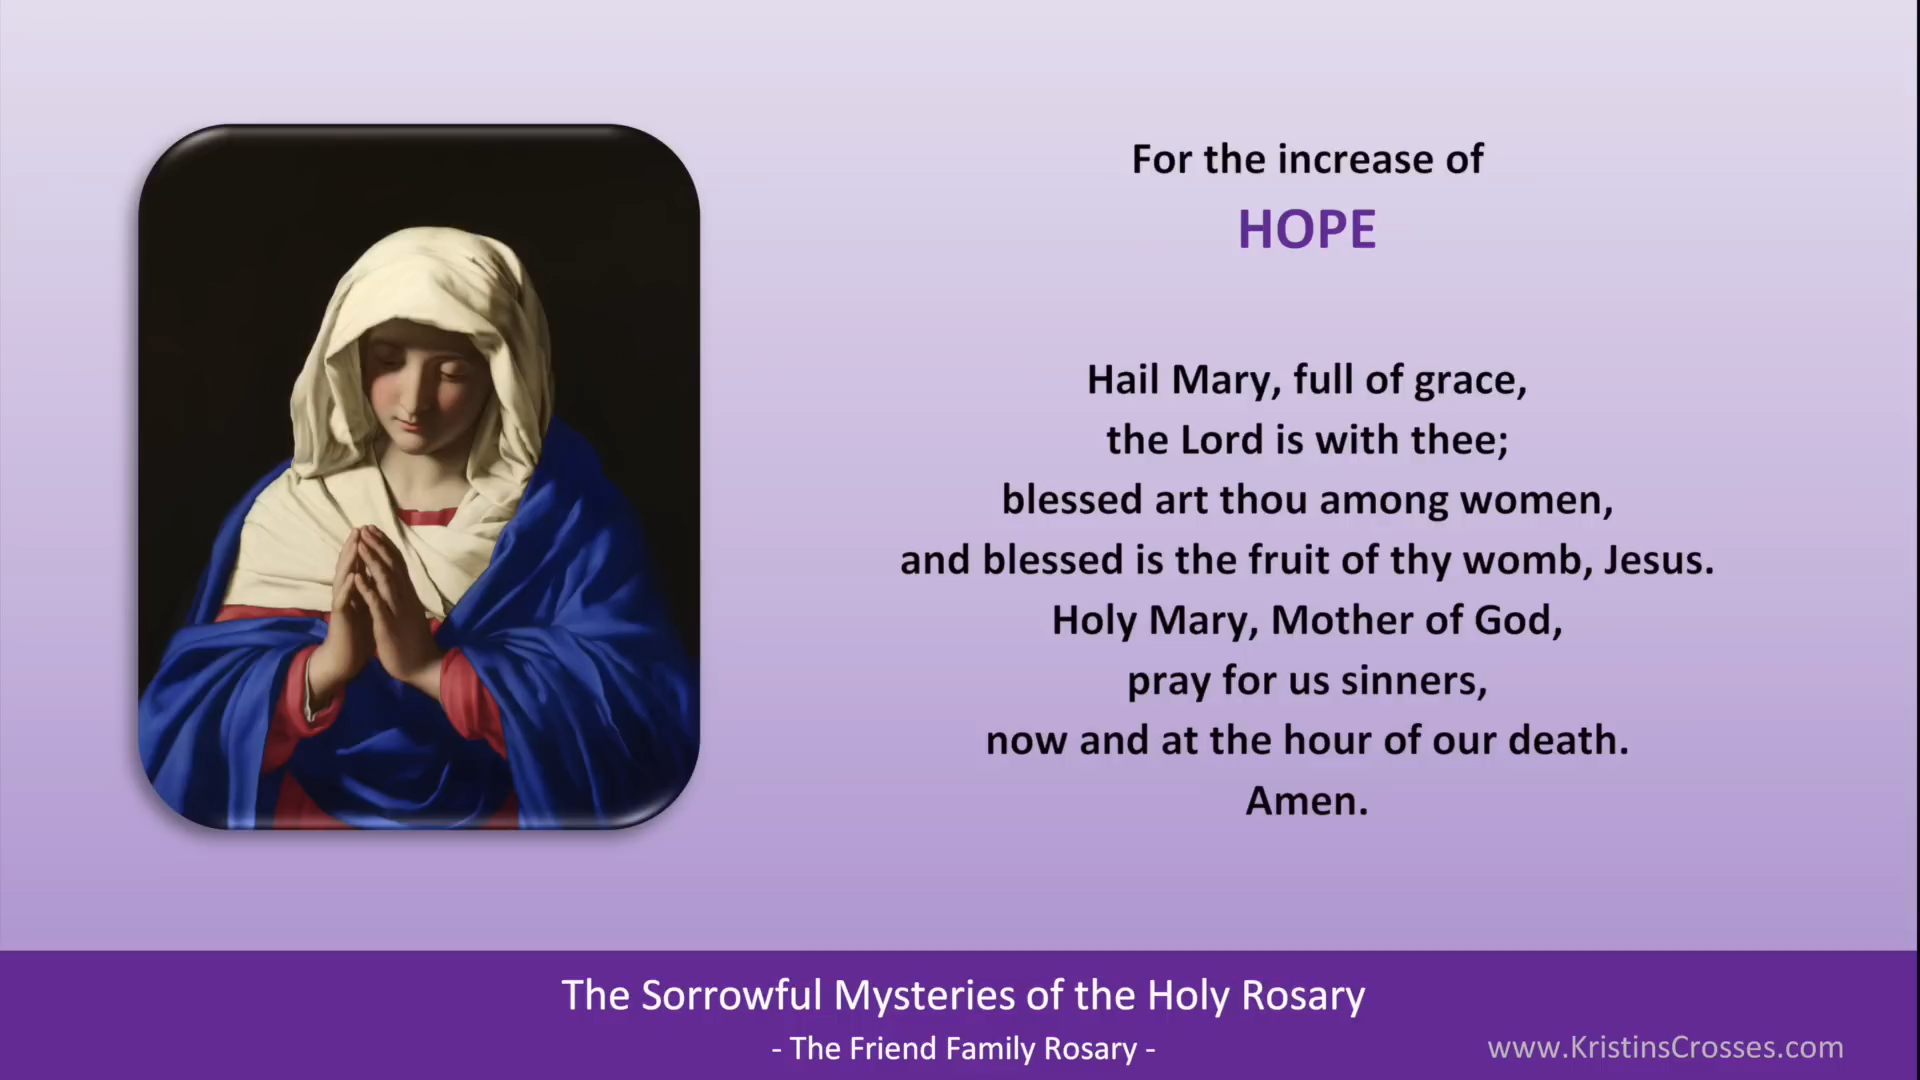 For the increase of
HOPE
Hail Mary, full of grace,
the Lord is with thee;
blessed art thou among women,
and blessed is the fruit of thy womb, Jesus.
Holy Mary, Mother of God,
pray for us sinners,
now and at the hour of our death.
Amen.
The Sorrowful Mysteries of the Holy Rosary
- The Friend Family Rosary -
www.KristinsCrosses.com